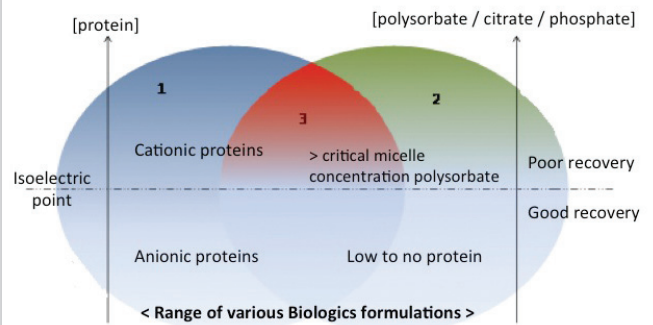 [protein]
[polysorbate / citrate / phosphate]
1
2
3
Cationic proteins
> critical micelle
concentration polysorbate
Poor recovery
Isoelectric
point
Good recovery
Anionic proteins
Low to no protein
< Range of various Biologics formulations >